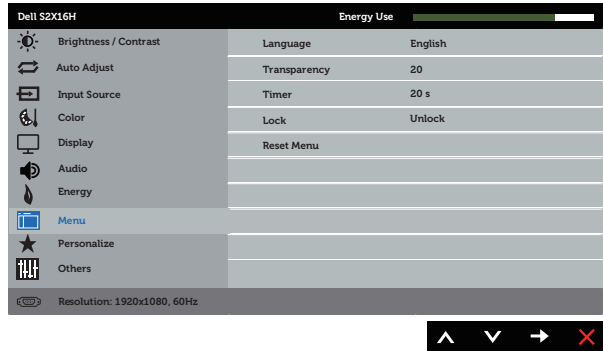 Dell S2X16H Energy Use
Brightness / Contrast Language English
Auto Adjust Transparency 20
Input Source Timer 20 s
Color Lock Unlock
Display Reset Menu
Audio
Energy
Menu
Personalize
Others
Resolution: 1920x1080, 60Hz